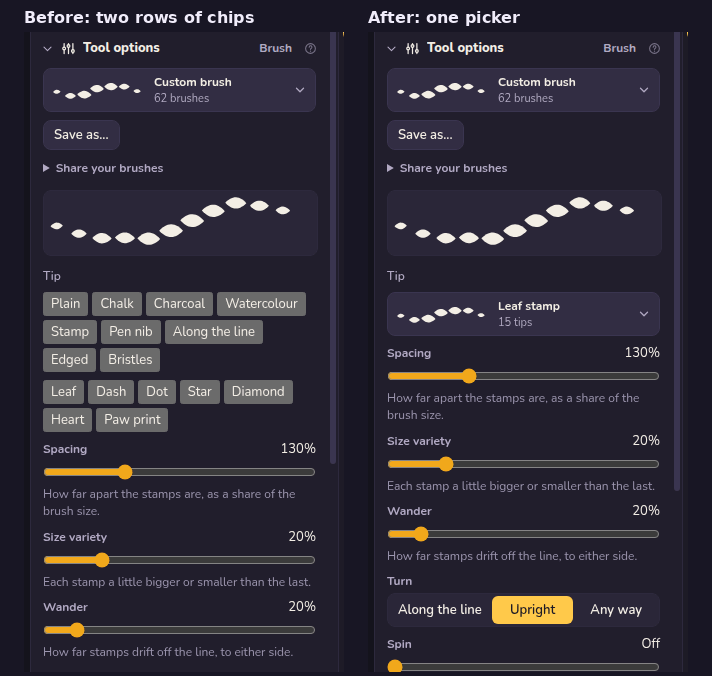 Before: two rows of chips
Tool options Brush
Custom brush
62 brushes
Save as...
Share your brushes
Tip
Plain Chalk Charcoal Watercolour
Stamp Pen nib Along the line
Edged Bristles
Leaf Dash Dot Star Diamond
Heart Paw print
Spacing 130%
How far apart the stamps are, as a share of the
brush size.
Size variety 20%
Each stamp a little bigger or smaller than the last.
Wander 20%
How far stamps drift off the line, to either side.
After: one picker
Tool options Brush
Custom brush
62 brushes
Save as...
Share your brushes
Tip
Leaf stamp
15 tips
Spacing 130%
How far apart the stamps are, as a share of the
brush size.
Size variety 20%
Each stamp a little bigger or smaller than the last.
Wander 20%
How far stamps drift off the line, to either side.
Turn
Along the line Upright Any way
Spin Off